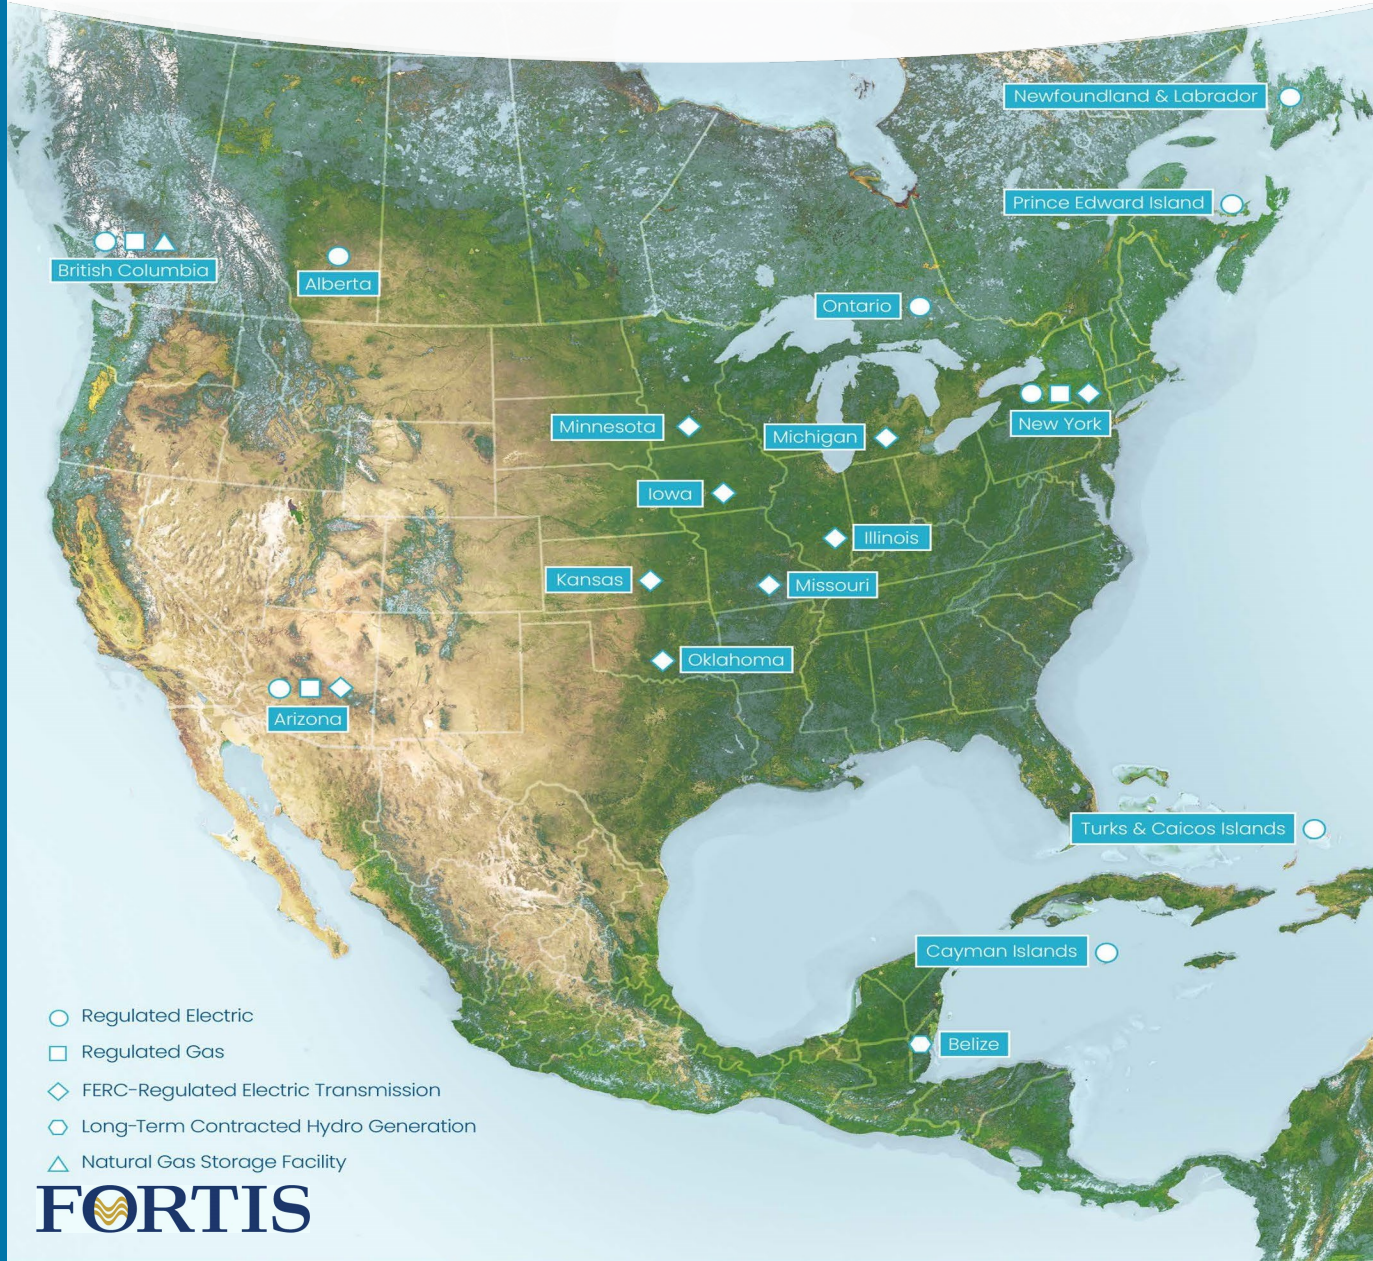 Newfoundland & Labrador
Prince Edward Island
British Columbia
Alberta
Ontario
New York
Minnesota
Michigan
Iowa
Illinois
Kansas
Missouri
Oklahoma
Arizona
Turks & Caicos Islands
Cayman Islands
Belize
Regulated Electric
Regulated Gas
FERC-Regulated Electric Transmission
Long-Term Contracted Hydro Generation
Natural Gas Storage Facility
FORTIS